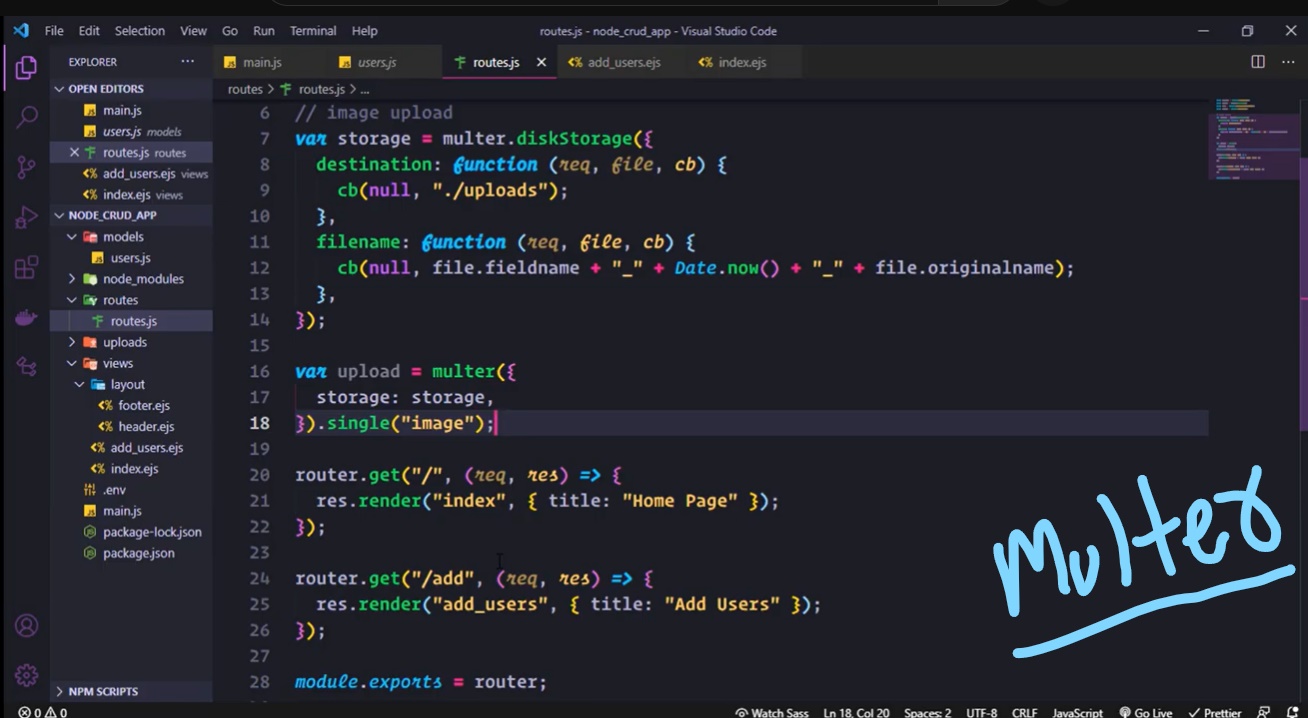 File Edit Selection View Go Run Terminal Help
routes.js - node_crud_app - Visual Studio Code
EXPLORER
OPEN EDITORS
main.js
users.js models
routes.js routes
add_users.ejs views
index.ejs views
NODE_CRUD_APP
models
users.js
node_modules
routes
routes.js
uploads
views
layout
footer.ejs
header.ejs
add_users.ejs
index.ejs
.env
main.js
package-lock.json
package.json
NPM SCRIPTS
main.js users.js routes.js add_users.ejs index.ejs
routes > routes.js > ...
6 // image upload
7 var storage = multer.diskStorage({
8 destination: function (req, file, cb) {
9 cb(null, "./uploads");
10 },
11 filename: function (req, file, cb) {
12 cb(null, file.fieldname + "_" + Date.now() + "_" + file.originalname);
13 },
14 });
15
16 var upload = multer({
17 storage: storage,
18 }).single("image");
19
20 router.get("/", (req, res) => {
21 res.render("index", { title: "Home Page" });
22 });
23
24 router.get("/add", (req, res) => {
25 res.render("add_users", { title: "Add Users" });
26 });
27
28 module.exports = router;
Multer
0 0
Watch Sass Ln 18, Col 20 Spaces: 2 UTF-8 CRLF JavaScript Go Live Prettier